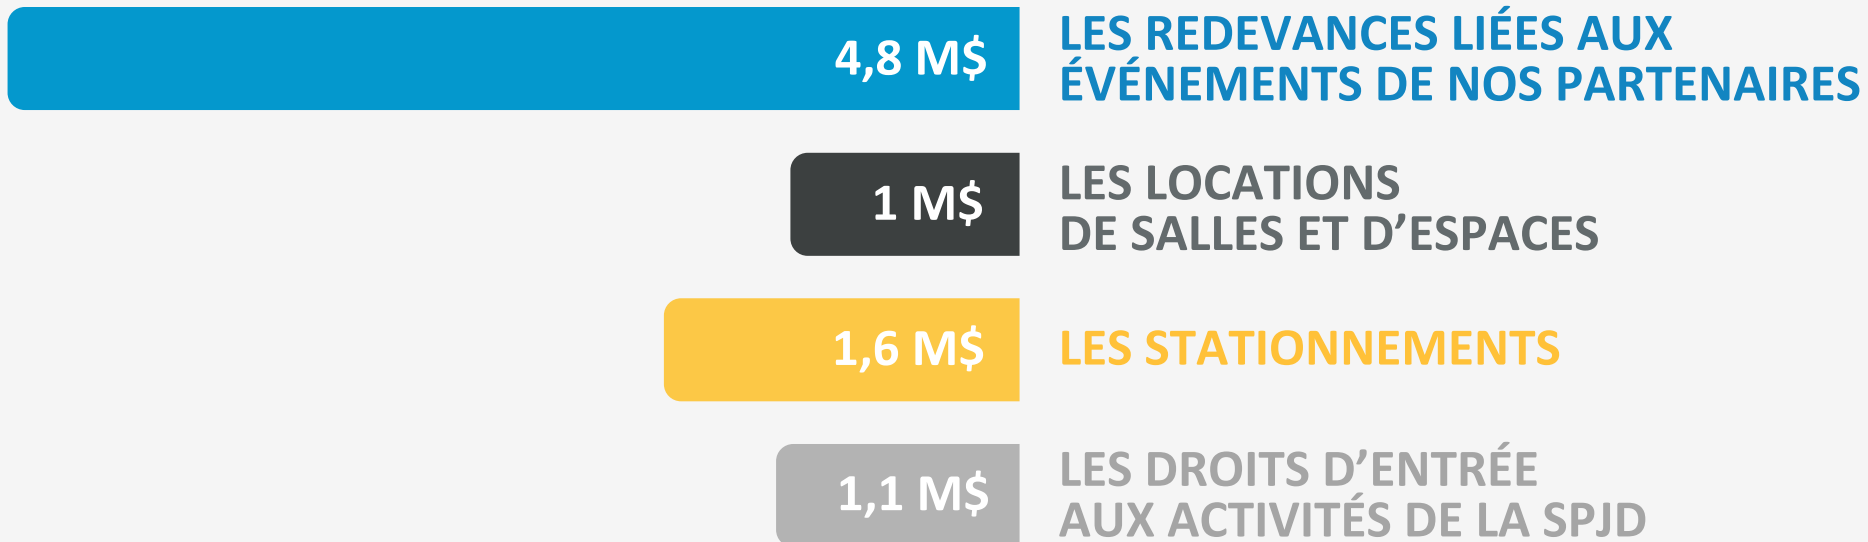 4,8 M$
LES REDEVANCES LIÉES AUX
ÉVÉNEMENTS DE NOS PARTENAIRES
1 M$
LES LOCATIONS
DE SALLES ET D’ESPACES
1,6 M$
LES STATIONNEMENTS
1,1 M$
LES DROITS D’ENTRÉE
AUX ACTIVITÉS DE LA SPJD